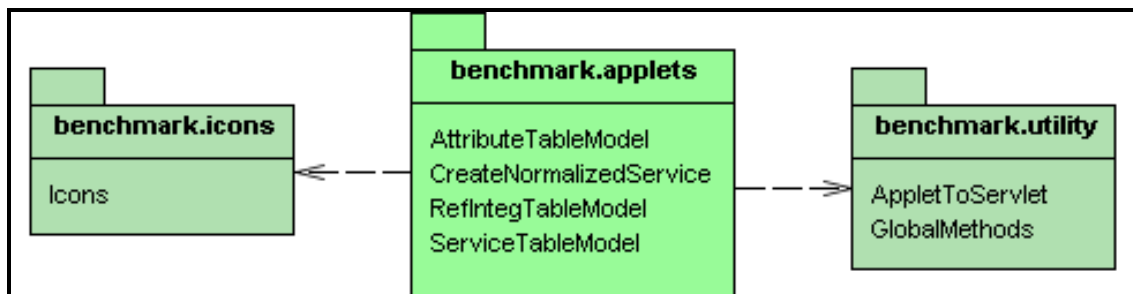 benchmark.icons
Icons
benchmark.applets
AttributeTableModel
CreateNormalizedService
RefIntegTableModel
ServiceTableModel
benchmark.utility
AppletToServlet
GlobalMethods